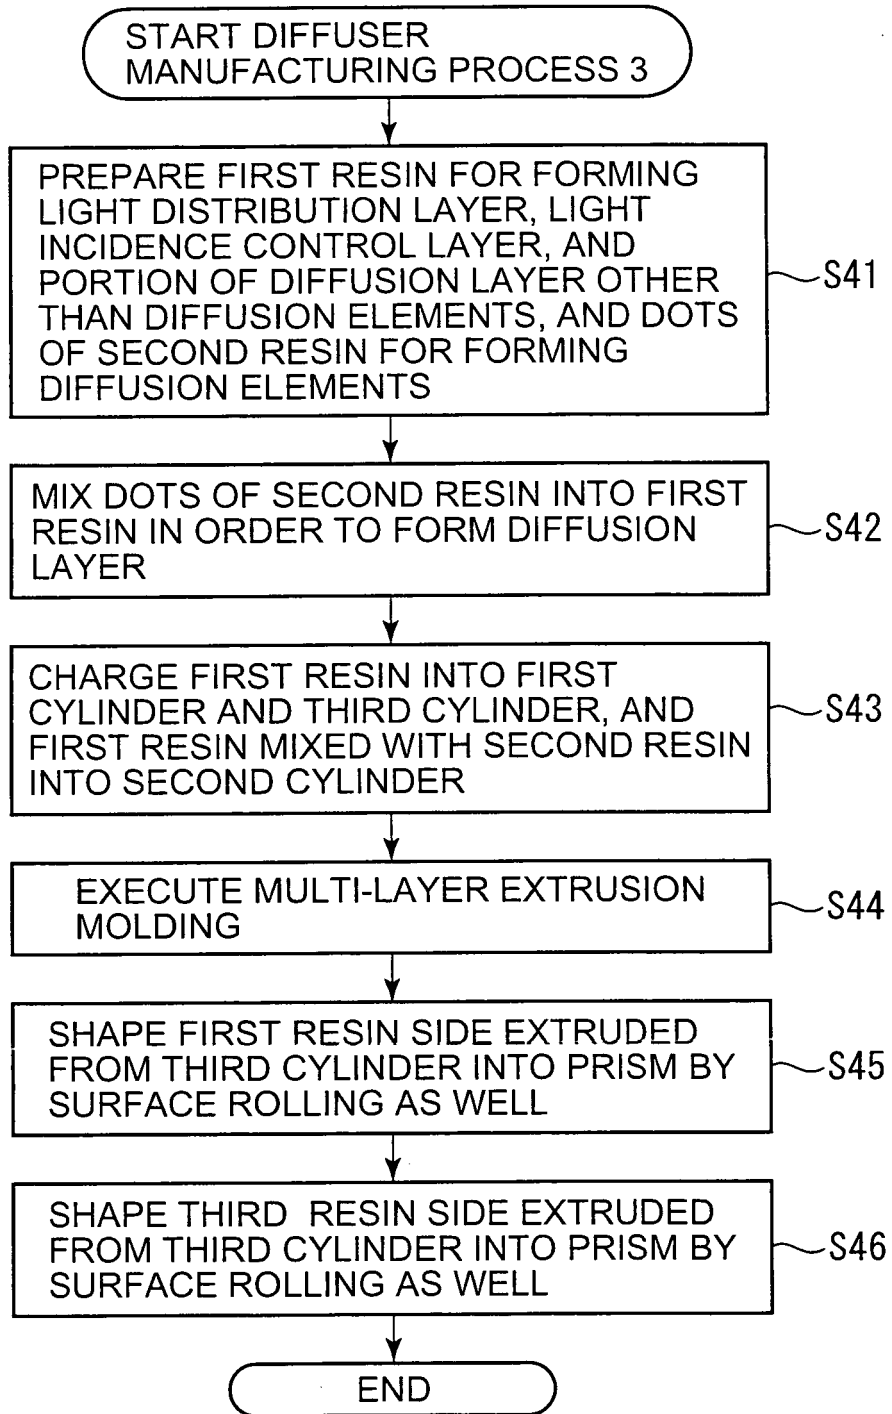 START DIFFUSER
MANUFACTURING PROCESS 3
PREPARE FIRST RESIN FOR FORMING
LIGHT DISTRIBUTION LAYER, LIGHT
INCIDENCE CONTROL LAYER, AND
PORTION OF DIFFUSION LAYER OTHER
THAN DIFFUSION ELEMENTS, AND DOTS
OF SECOND RESIN FOR FORMING
DIFFUSION ELEMENTS
S41
MIX DOTS OF SECOND RESIN INTO FIRST
RESIN IN ORDER TO FORM DIFFUSION
LAYER
S42
CHARGE FIRST RESIN INTO FIRST
CYLINDER AND THIRD CYLINDER, AND
FIRST RESIN MIXED WITH SECOND RESIN
INTO SECOND CYLINDER
S43
EXECUTE MULTI-LAYER EXTRUSION
MOLDING
S44
SHAPE FIRST RESIN SIDE EXTRUDED
FROM THIRD CYLINDER INTO PRISM BY
SURFACE ROLLING AS WELL
S45
SHAPE THIRD RESIN SIDE EXTRUDED
FROM THIRD CYLINDER INTO PRISM BY
SURFACE ROLLING AS WELL
S46
END